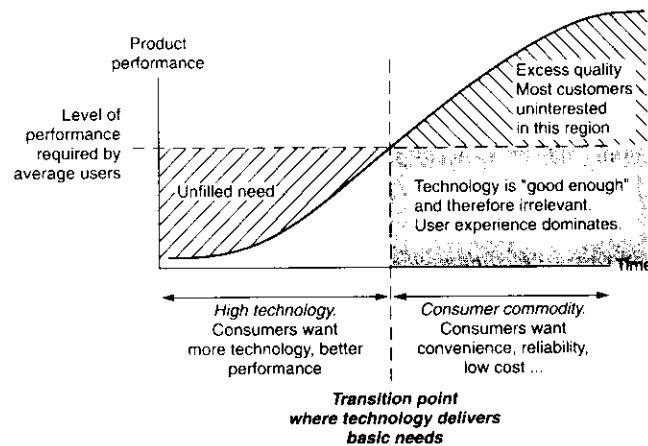 Product
performance
Level of
performance
required by
average users
Excess quality
Most customers
uninterested
in this region
Unfilled need
Technology is "good enough"
and therefore irrelevant.
User experience dominates.
Time
High technology.
Consumers want
more technology, better
performance
Consumer commodity.
Consumers want
convenience, reliability,
low cost ...
Transition point
where technology delivers
basic needs